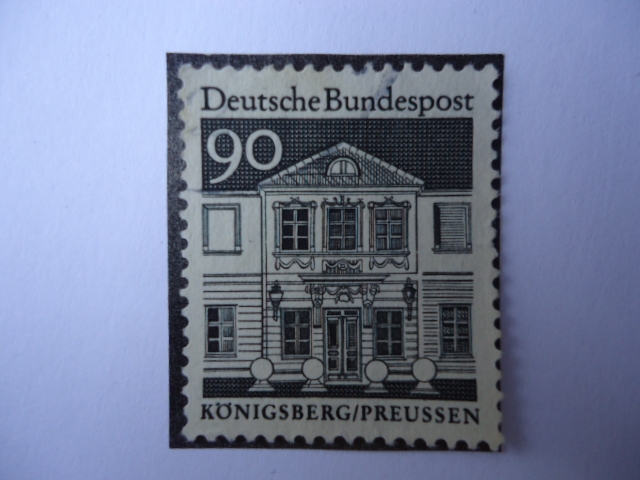 Deutsche Bundespost
90
KÖNIGSBERG/PREUSSEN